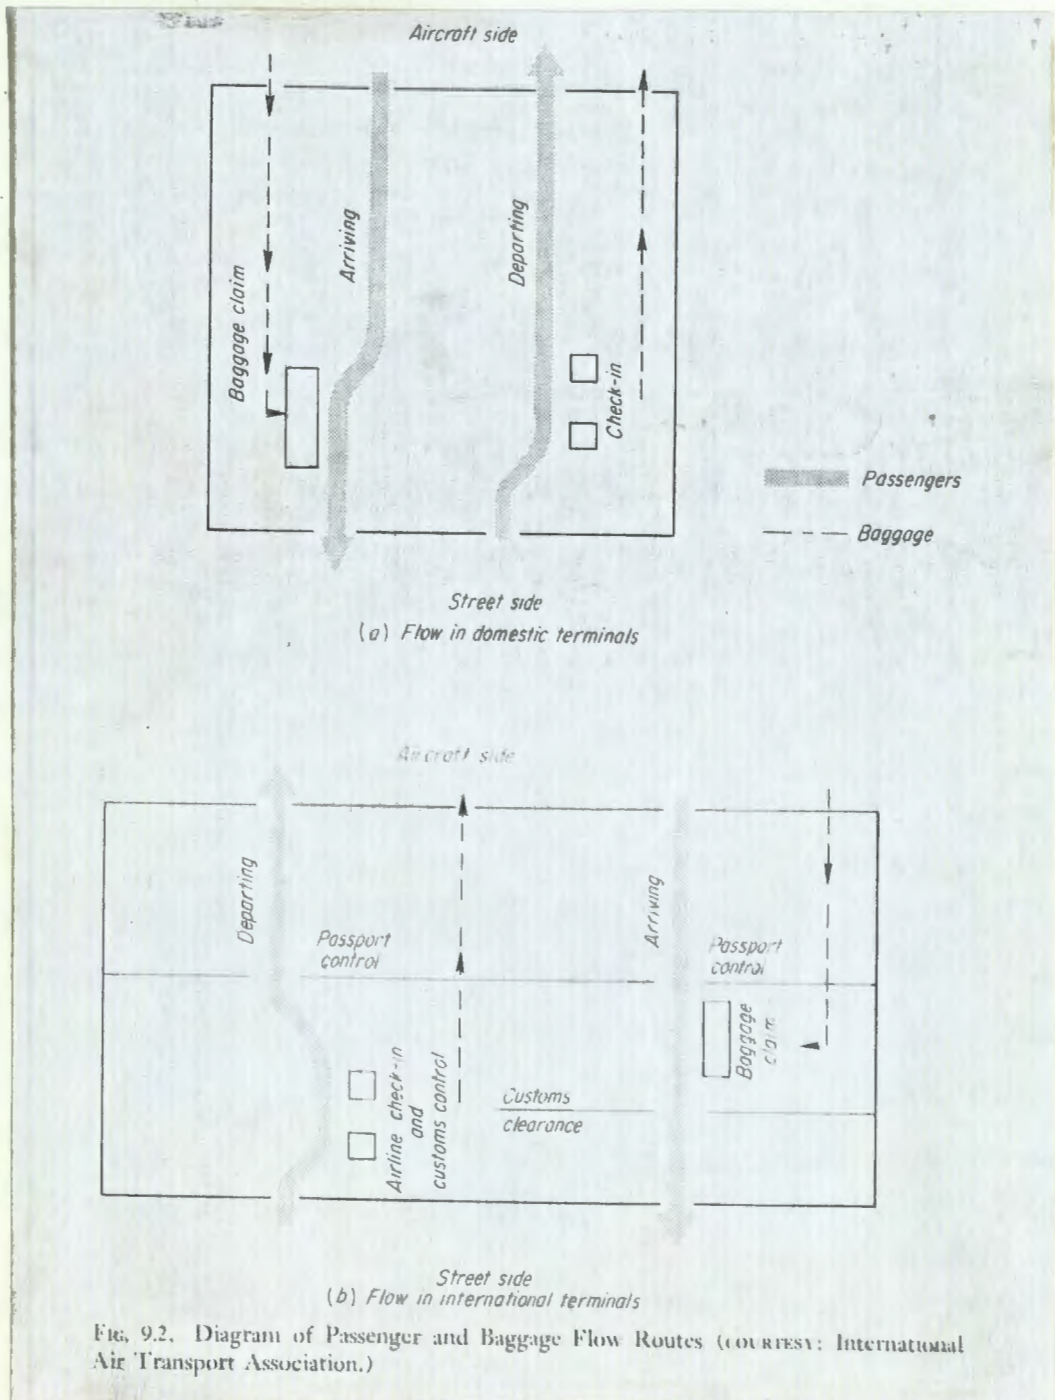 Aircraft side
Baggage claim
Arriving
Departing
Check-in
Passengers
Baggage
Street side
(a) Flow in domestic terminals
Aircraft side
Departing
Passport
control
Airline check-in
and
customs control
Customs
clearance
Arriving
Passport
control
Baggage
claim
Street side
(b) Flow in international terminals
FIG. 9.2. Diagram of Passenger and Baggage Flow Routes (COURTESY: International
Air Transport Association.)